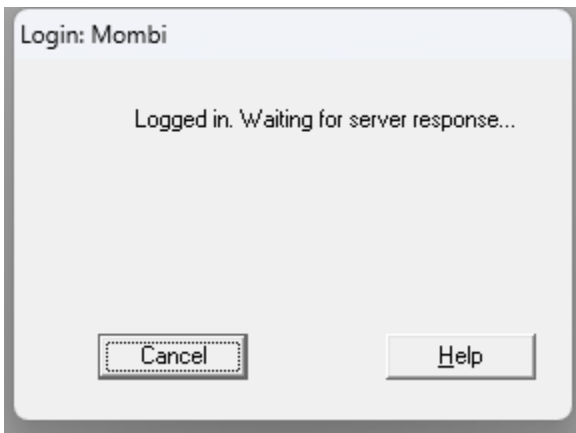 Login: Mombi
Logged in. Waiting for server response...
Cancel
Help